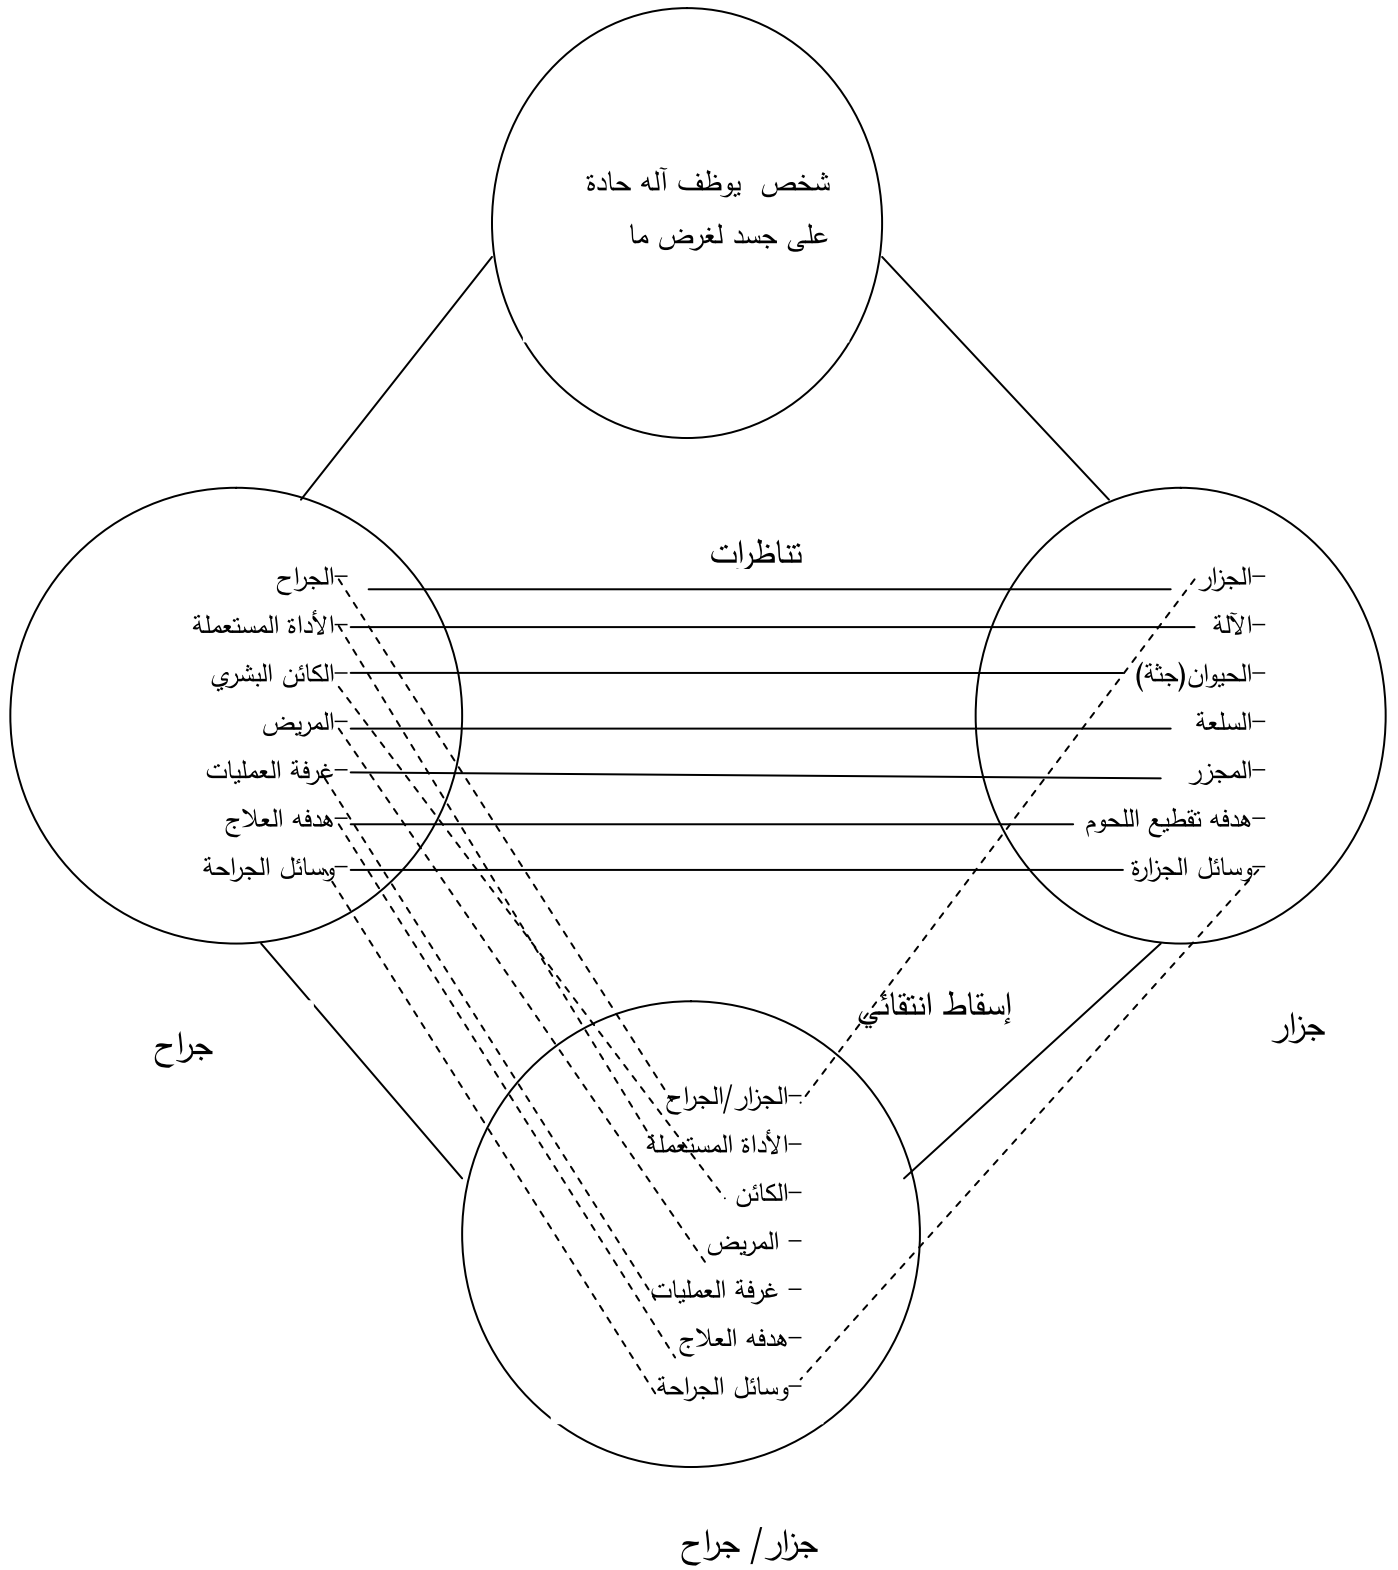 شخص يوظف آله حادة
على جسد لغرض ما
تناظرات
-الجزار
-الآلة
-الحيوان(جثة)
-السلعة
-المجزر
-هدفه تقطيع اللحوم
-وسائل الجزارة
-الجراح
-الأداة المستعملة
-الكائن البشري
-المريض
-غرفة العمليات
-هدفه العلاج
-وسائل الجراحة
جزار
إسقاط انتقائي
جراح
-الجزار/الجراح
-الأداة المستعملة
-الكائن
- المريض
- غرفة العمليات
-هدفه العلاج
-وسائل الجراحة
جزار/ جراح